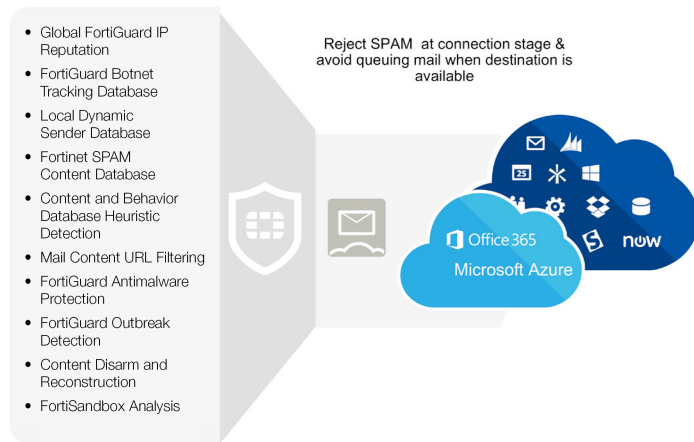 • Global FortiGuard IP
Reputation
• FortiGuard Botnet
Tracking Database
• Local Dynamic
Sender Database
• Fortinet SPAM
Content Database
• Content and Behavior
Database Heuristic
Detection
• Mail Content URL Filtering
• FortiGuard Antimalware
Protection
• FortiGuard Outbreak
Detection
• Content Disarm and
Reconstruction
• FortiSandbox Analysis
Reject SPAM at connection stage &
avoid queuing mail when destination is
available
25
S
now
Office 365
Microsoft Azure